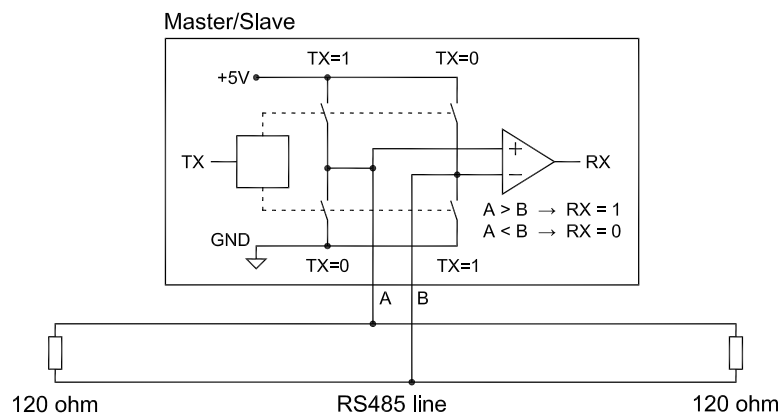 Master/Slave
TX=1 TX=0
+5V
TX
+
−
RX
A > B → RX = 1
A < B → RX = 0
GND
TX=0 TX=1
A B
120 ohm RS485 line 120 ohm